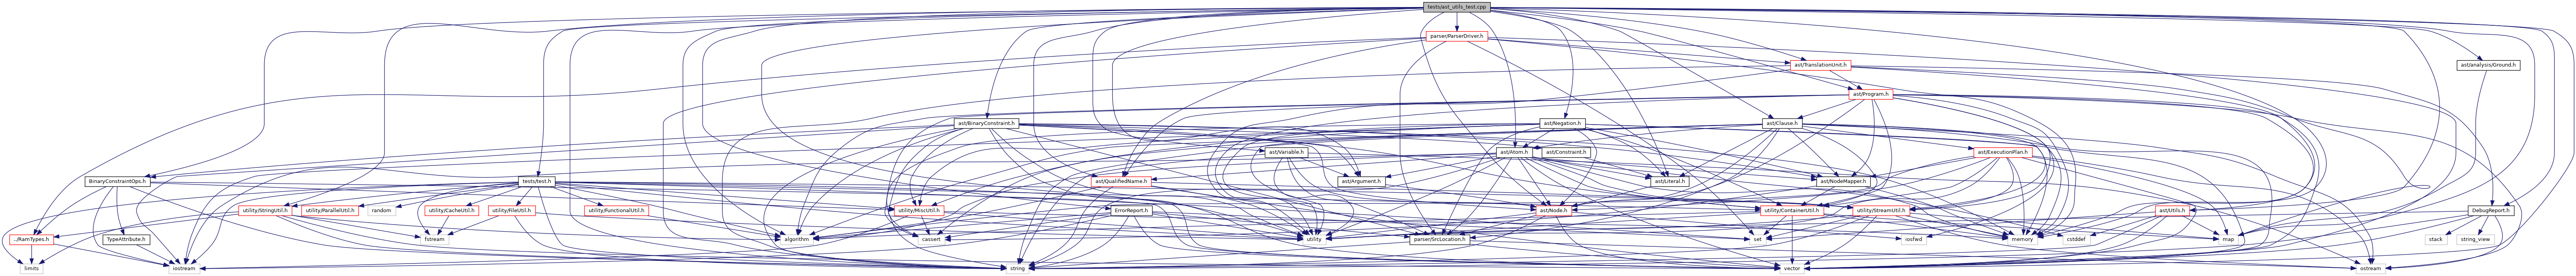 tests/ast_utils_test.cpp
parser/ParserDriver.h
ast/TranslationUnit.h
ast/analysis/Ground.h
ast/Program.h
ast/BinaryConstraint.h
ast/Negation.h
ast/Clause.h
ast/Variable.h
ast/Atom.h
ast/Constraint.h
ast/ExecutionPlan.h
BinaryConstraintOps.h
tests/test.h
ast/QualifiedName.h
ast/Argument.h
ast/Literal.h
ast/NodeMapper.h
utility/StringUtil.h
utility/ParallelUtil.h
random
utility/CacheUtil.h
utility/FileUtil.h
utility/FunctionalUtil.h
utility/MiscUtil.h
ErrorReport.h
ast/Node.h
utility/ContainerUtil.h
utility/StreamUtil.h
ast/Utils.h
DebugReport.h
../RamTypes.h
TypeAttribute.h
fstream
algorithm
cassert
utility
parser/SrcLocation.h
set
iosfwd
memory
cstddef
map
stack
string_view
limits
iostream
string
vector
ostream